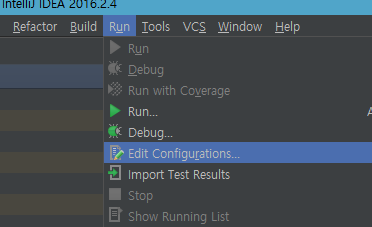 IntelliJ IDEA 2016.2.4
Refactor Build Run Tools VCS Window Help
Run
Debug
Run with Coverage
Run...
Debug...
Edit Configurations...
Import Test Results
Stop
Show Running List